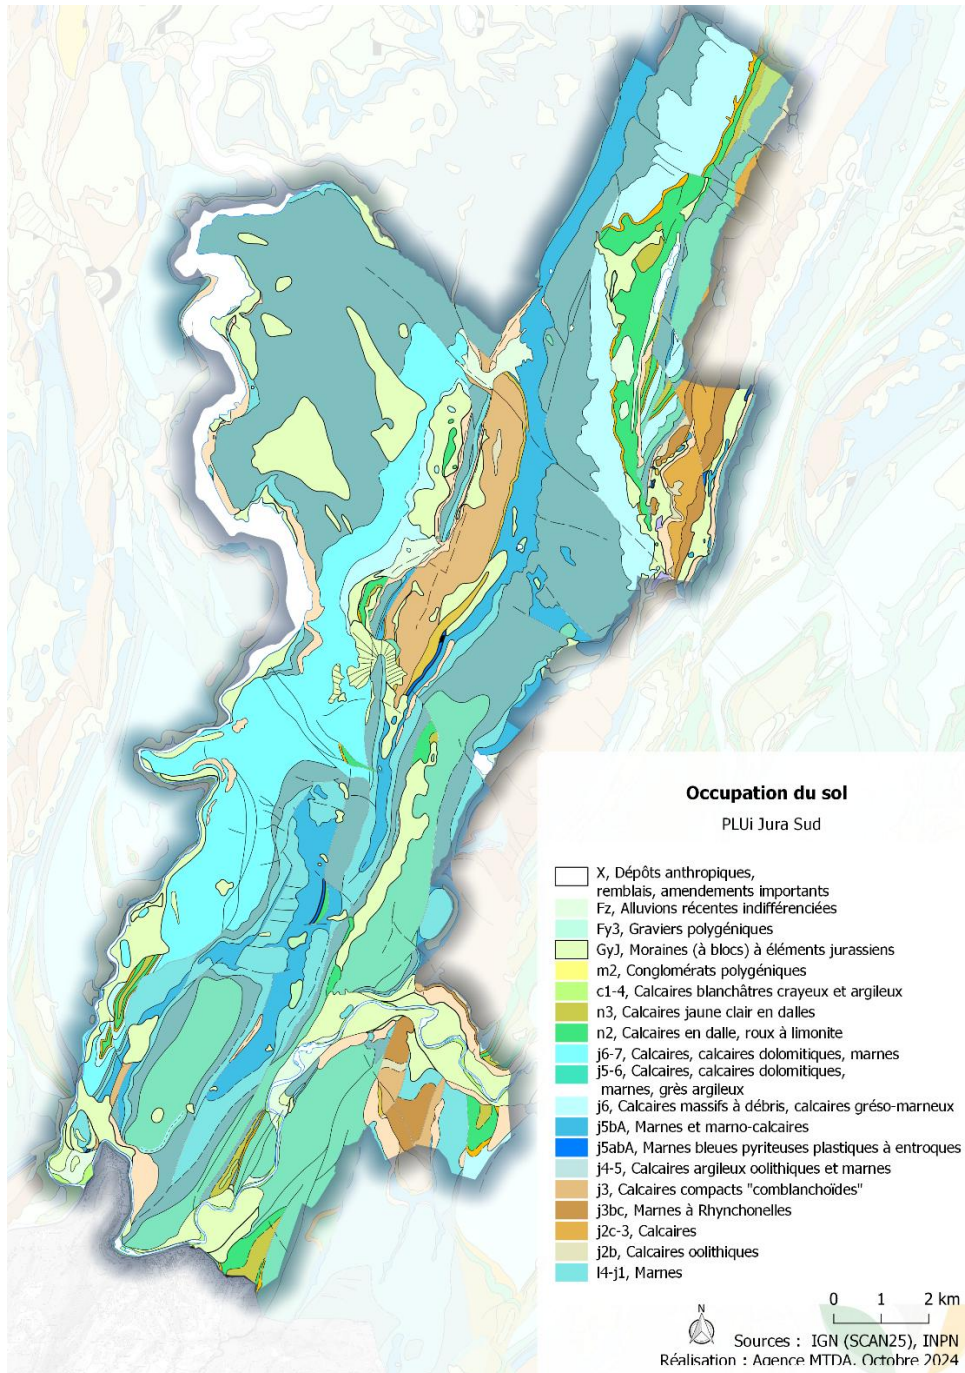 Occupation du sol
PLUi Jura Sud
X, Dépôts anthropiques,
remblais, amendements importants
Fz, Alluvions récentes indifférenciées
Fy3, Graviers polygéniques
GyJ, Moraines (à blocs) à éléments jurassiens
m2, Conglomérats polygéniques
c1-4, Calcaires blanchâtres crayeux et argileux
n3, Calcaires jaune clair en dalles
n2, Calcaires en dalle, roux à limonite
j6-7, Calcaires, calcaires dolomitiques, marnes
j5-6, Calcaires, calcaires dolomitiques,
marnes, grès argileux
j6, Calcaires massifs à débris, calcaires gréso-marneux
j5bA, Marnes et marno-calcaires
j5abA, Marnes bleues pyriteuses plastiques à entroques
j4-5, Calcaires argileux oolithiques et marnes
j3, Calcaires compacts "comblanchoïdes"
j3bc, Marnes à Rhynchonelles
j2c-3, Calcaires
j2b, Calcaires oolithiques
l4-j1, Marnes
0 1 2 km
N
Sources : IGN (SCAN25), INPN
Réalisation : Agence MTDA, Octobre 2024